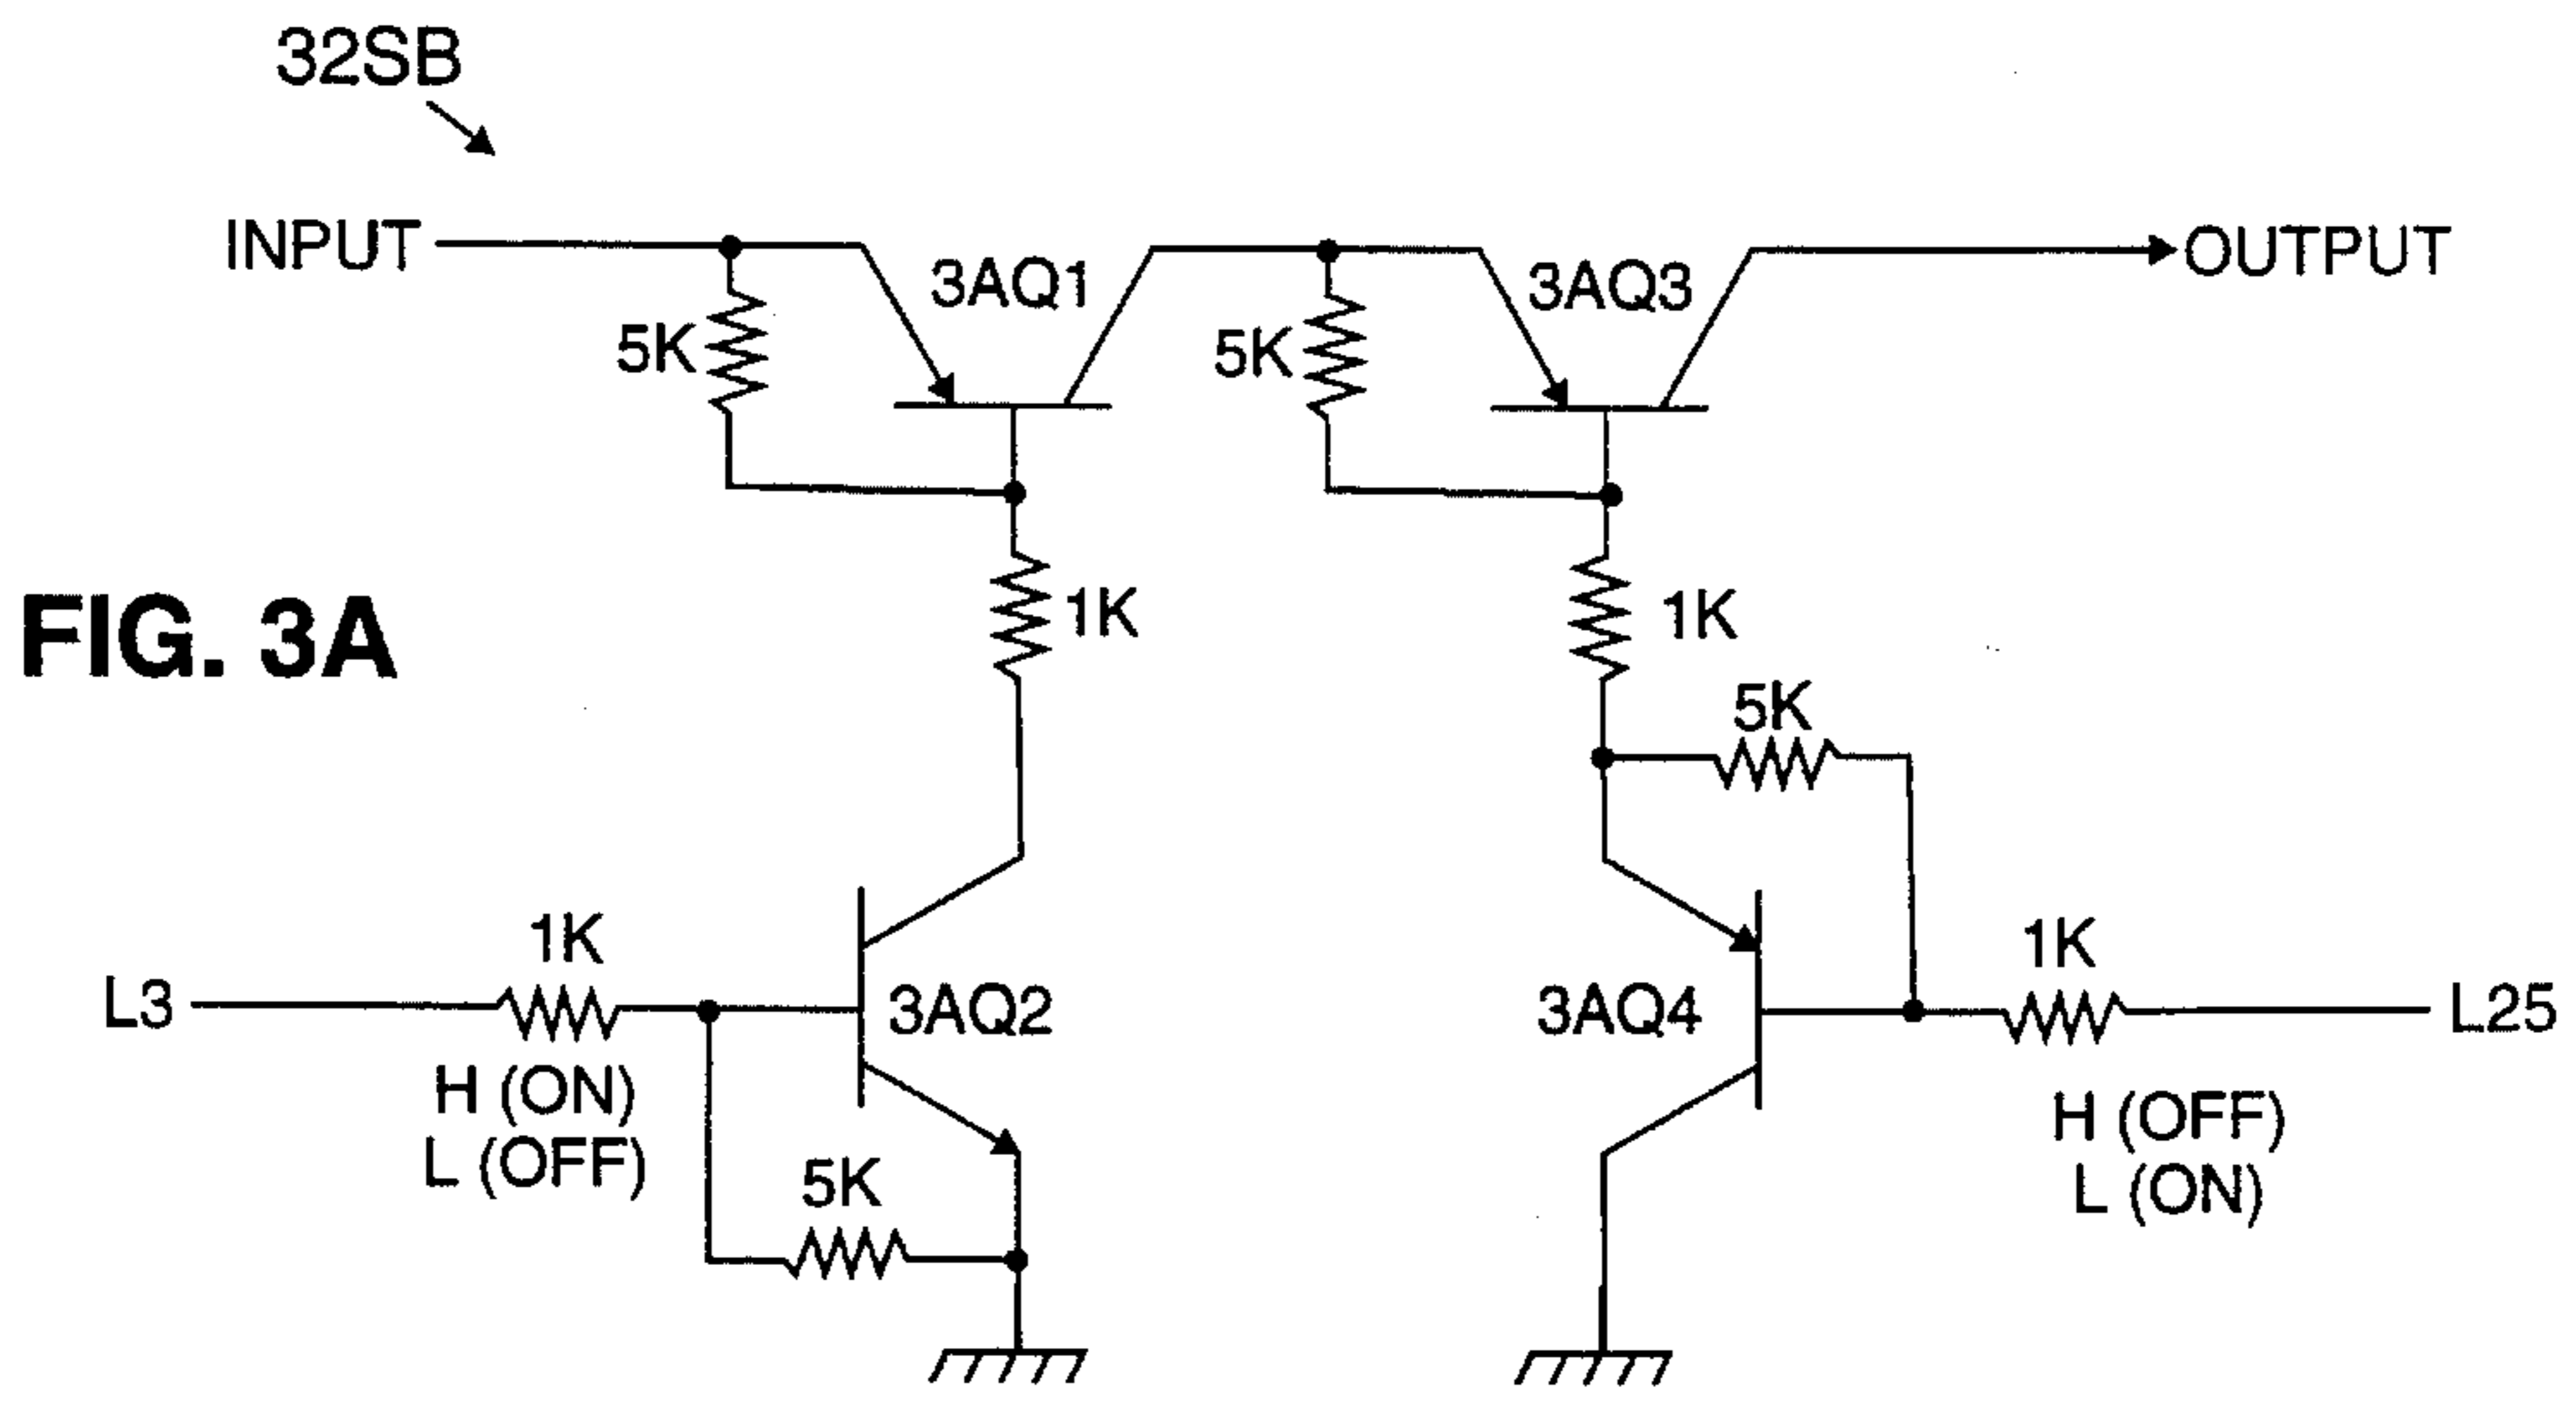 32SB
INPUT
3AQ1
3AQ3
OUTPUT
5K
5K
1K
1K
FIG. 3A
5K
1K
1K
L3
3AQ2
3AQ4
L25
H (ON)
L (OFF)
H (OFF)
L (ON)
5K